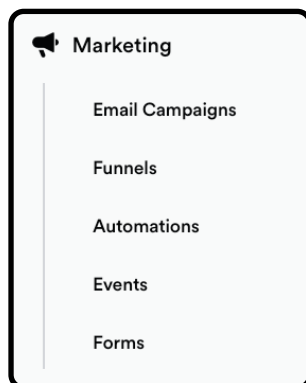 Marketing
Email Campaigns
Funnels
Automations
Events
Forms